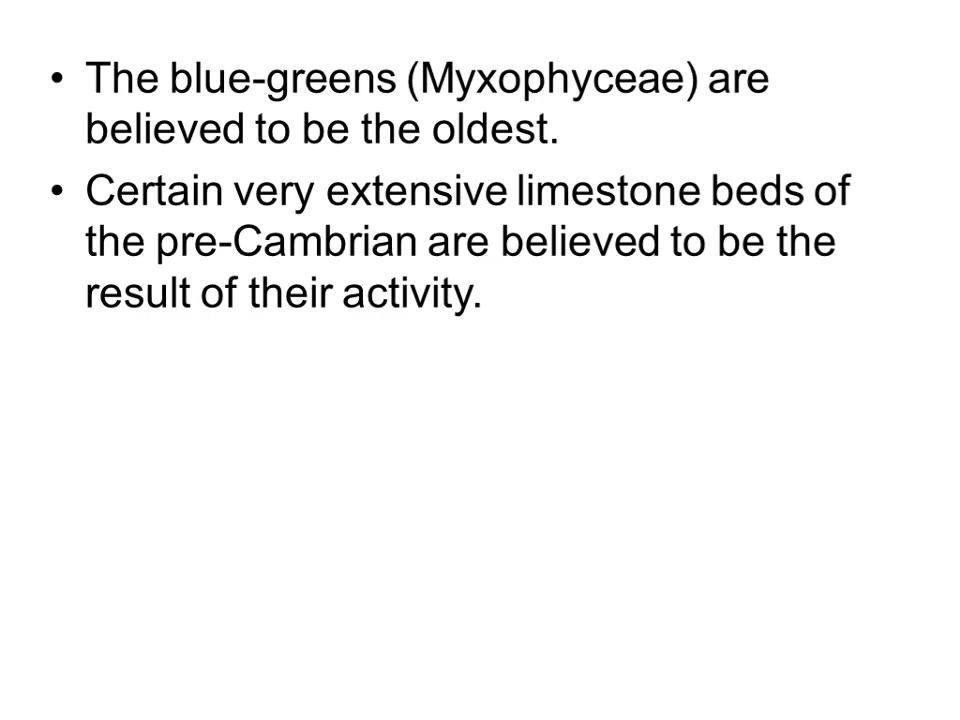 • The blue-greens (Myxophyceae) are
believed to be the oldest.
• Certain very extensive limestone beds of
the pre-Cambrian are believed to be the
result of their activity.